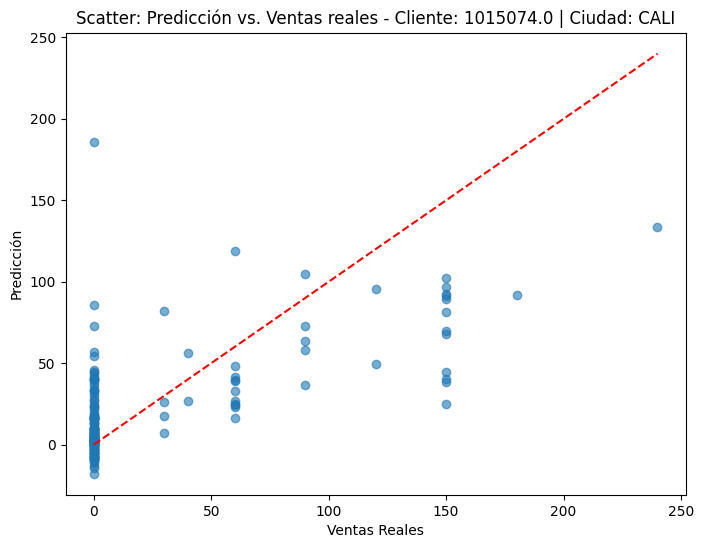 Scatter: Predicción vs. Ventas reales - Cliente: 1015074.0 | Ciudad: CALI
250
200
150
100
50
0
Predicción
0 50 100 150 200 250
Ventas Reales